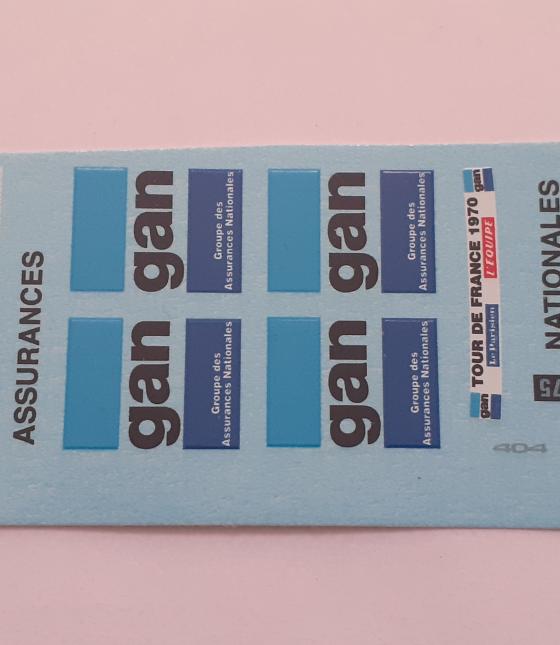 ASSURANCES
gan
Groupe des
Assurances Nationales
gan
Groupe des
Assurances Nationales
gan
Groupe des
Assurances Nationales
gan
Groupe des
Assurances Nationales
gan TOUR DE FRANCE 1970 gan
Le Parisien L'EQUIPE
404
75
NATIONALES